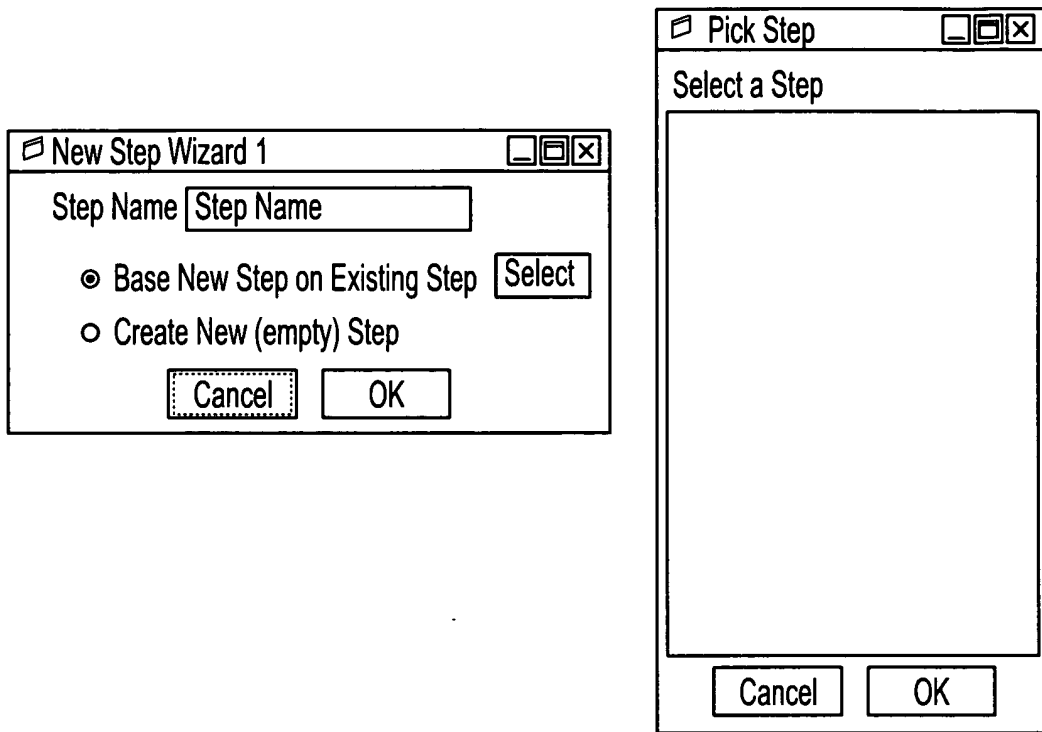 New Step Wizard 1
Step Name Step Name
Base New Step on Existing Step Select
Create New (empty) Step
Cancel OK
Pick Step
Select a Step
Cancel OK